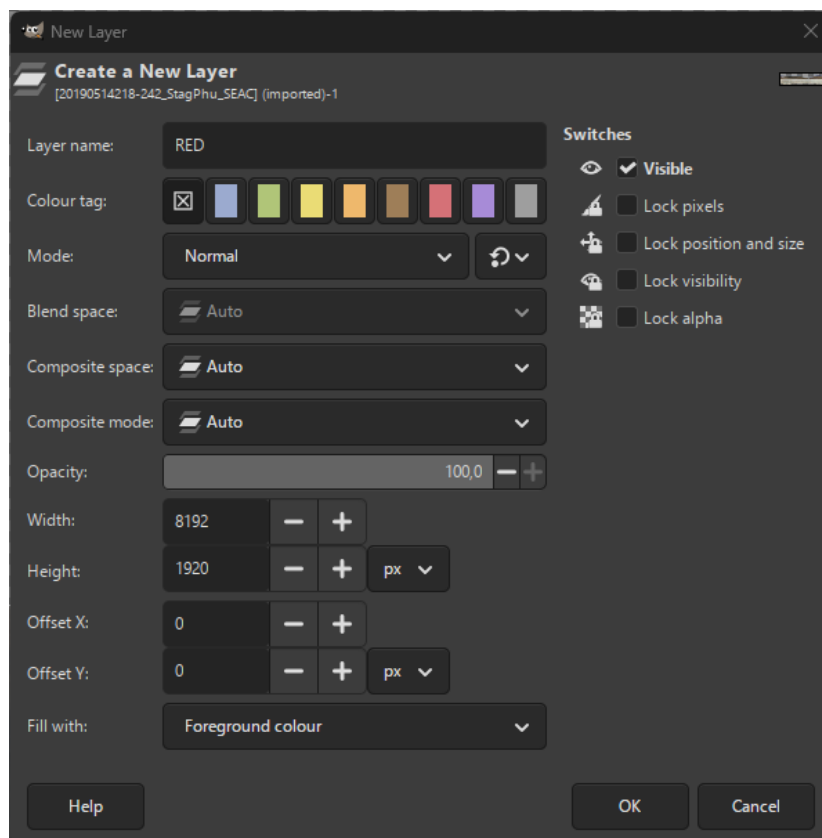 New Layer
Create a New Layer
[20190514218-242_StagPhu_SEAC] (imported)-1
Layer name:
RED
Colour tag:
Mode:
Normal
Blend space:
Auto
Composite space:
Auto
Composite mode:
Auto
Opacity:
100,0
Width:
8192
Height:
1920
px
Offset X:
0
Offset Y:
0
px
Fill with:
Foreground colour
Switches
Visible
Lock pixels
Lock position and size
Lock visibility
Lock alpha
Help
OK
Cancel